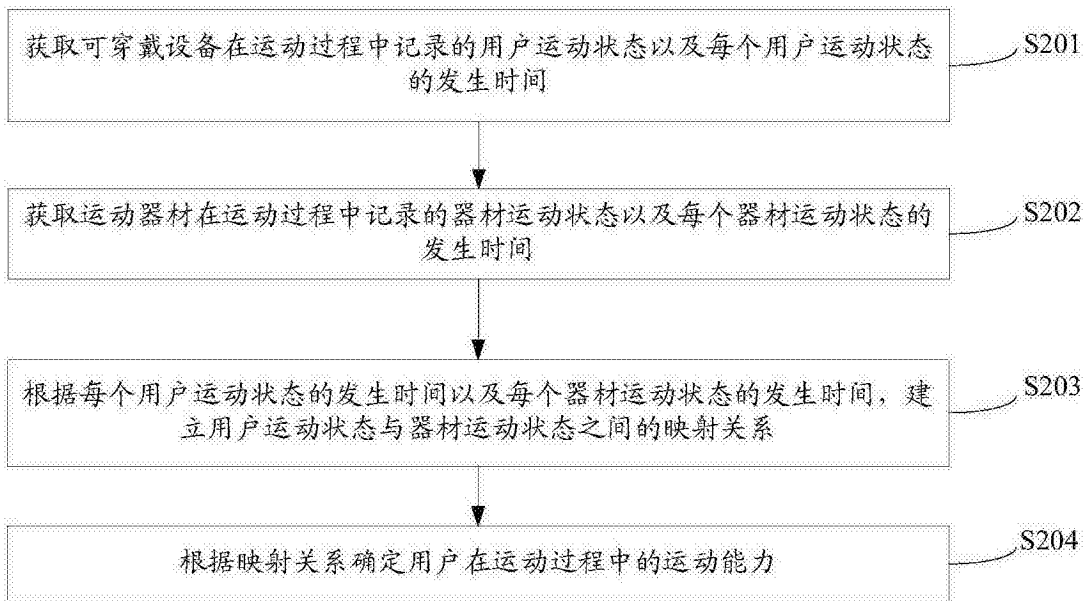 获取可穿戴设备在运动过程中记录的用户运动状态以及每个用户运动状态
的发生时间
S201
获取运动器材在运动过程中记录的器材运动状态以及每个器材运动状态的
发生时间
S202
根据每个用户运动状态的发生时间以及每个器材运动状态的发生时间，建
立用户运动状态与器材运动状态之间的映射关系
S203
根据映射关系确定用户在运动过程中的运动能力
S204